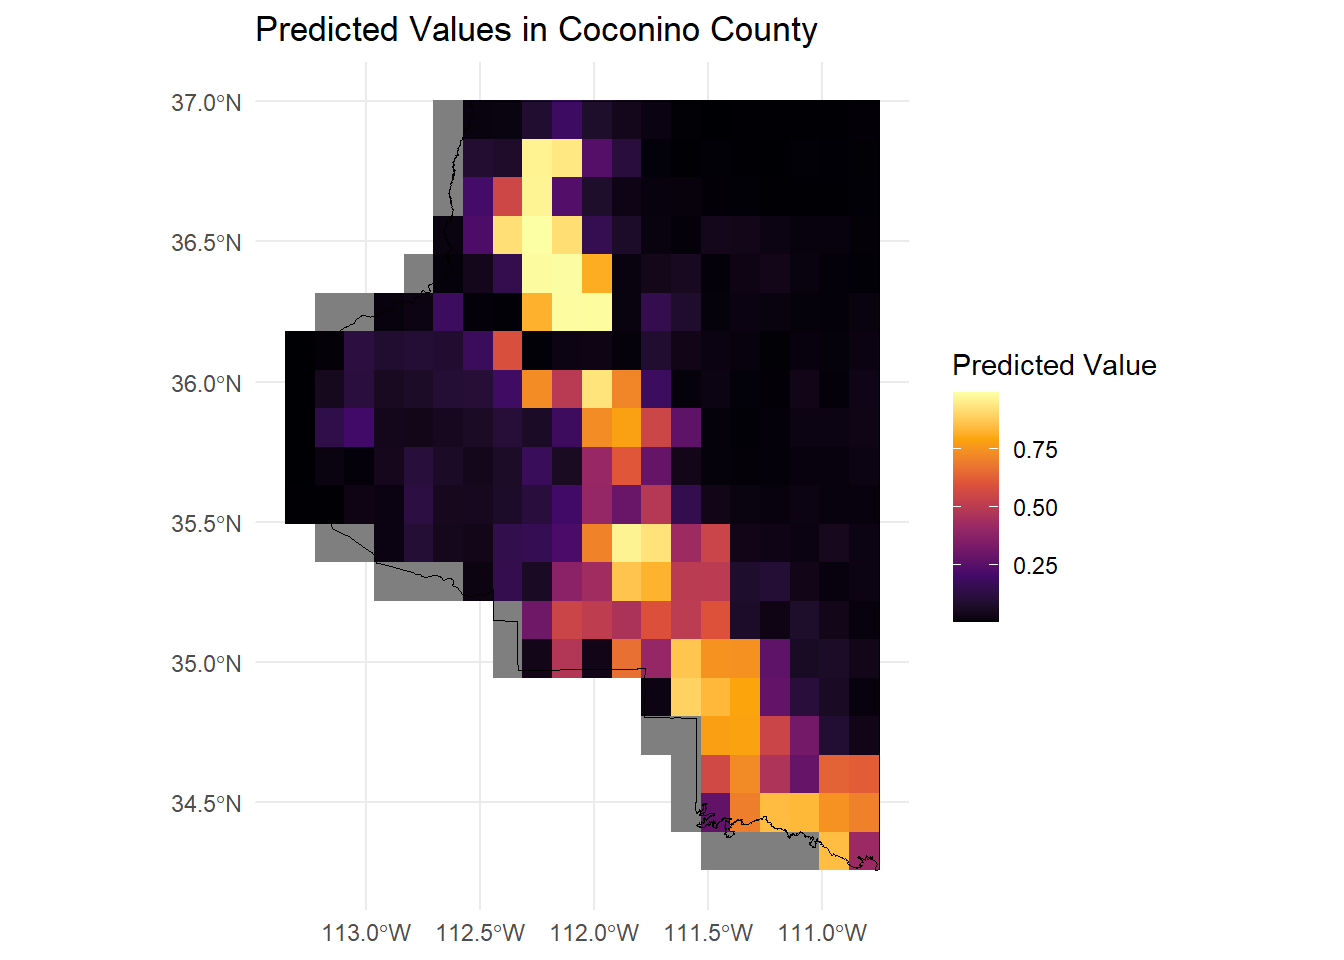 Predicted Values in Coconino County
37.0°N
36.5°N
36.0°N
35.5°N
35.0°N
34.5°N
113.0°W
112.5°W
112.0°W
111.5°W
111.0°W
Predicted Value
0.75
0.50
0.25